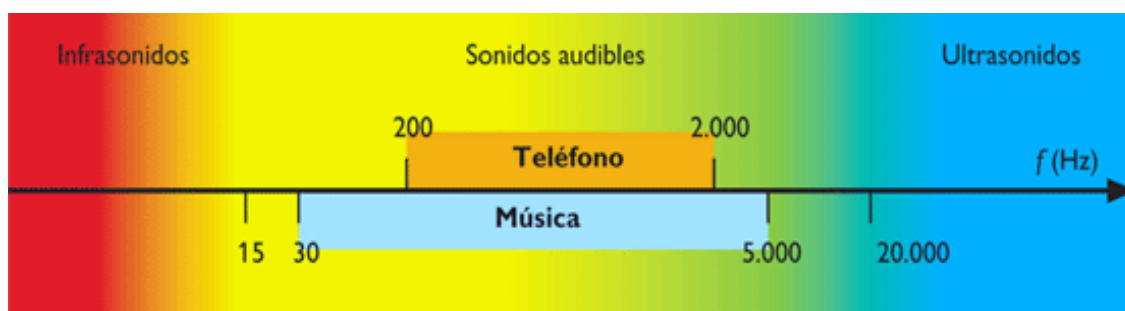 Infrasonidos Sonidos audibles Ultrasonidos
200 2.000
Teléfono
f (Hz)
Música
15 30 5.000 20.000